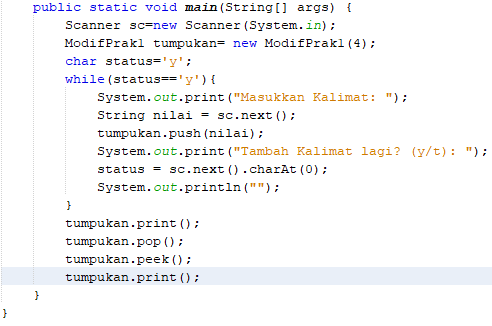 public static void main(String[] args) {
Scanner sc=new Scanner(System.in);
ModifPrak1 tumpukan= new ModifPrak1(4);
char status='y';
while(status=='y'){
System.out.print("Masukkan Kalimat: ");
String nilai = sc.next();
tumpukan.push(nilai);
System.out.print("Tambah Kalimat lagi? (y/t): ");
status = sc.next().charAt(0);
System.out.println("");
}
tumpukan.print();
tumpukan.pop();
tumpukan.peek();
tumpukan.print();
}
}